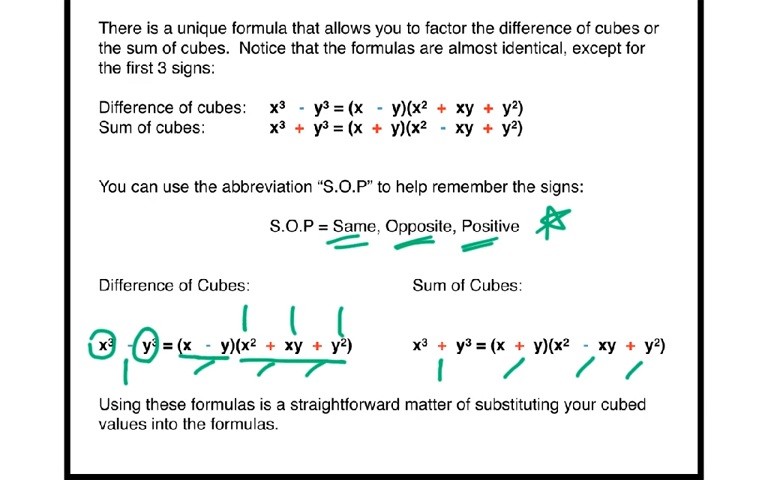 There is a unique formula that allows you to factor the difference of cubes or
the sum of cubes.  Notice that the formulas are almost identical, except for
the first 3 signs:
Difference of cubes:   x³ - y³ = (x - y)(x² + xy + y²)
Sum of cubes:   x³ + y³ = (x + y)(x² - xy + y²)
You can use the abbreviation “S.O.P” to help remember the signs:
S.O.P = Same, Opposite, Positive
Difference of Cubes:   Sum of Cubes:
x³ - y³ = (x - y)(x² + xy + y²)   x³ + y³ = (x + y)(x² - xy + y²)
Using these formulas is a straightforward matter of substituting your cubed
values into the formulas.